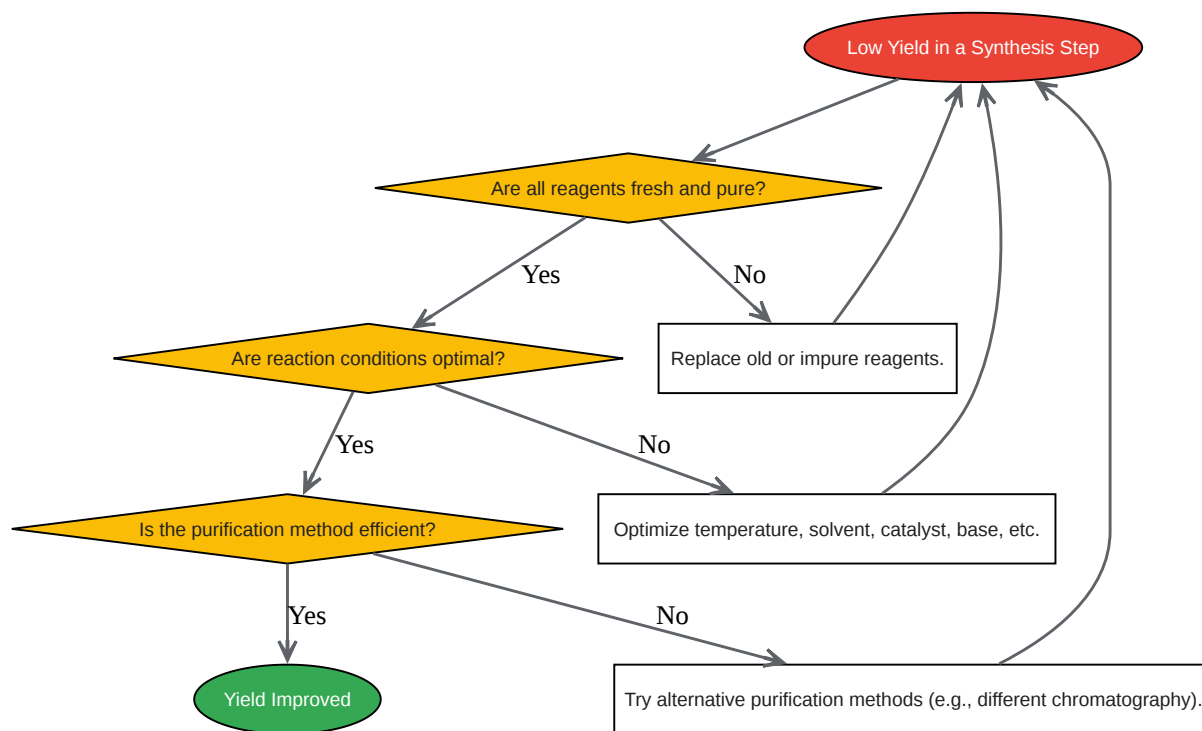 Low Yield in a Synthesis Step
Are all reagents fresh and pure?
Yes
No
Are reaction conditions optimal?
Replace old or impure reagents.
Yes
No
Is the purification method efficient?
Optimize temperature, solvent, catalyst, base, etc.
Yes
No
Yield Improved
Try alternative purification methods (e.g., different chromatography).